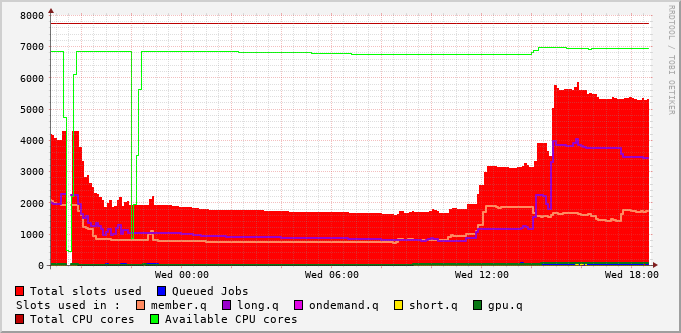 8000
7000
6000
5000
4000
3000
2000
1000
0
Wed 00:00 Wed 06:00 Wed 12:00 Wed 18:00
RRDTOOL / TOBI OETIKER
Total slots used Queued Jobs
Slots used in : member.q long.q ondemand.q short.q gpu.q
Total CPU cores Available CPU cores